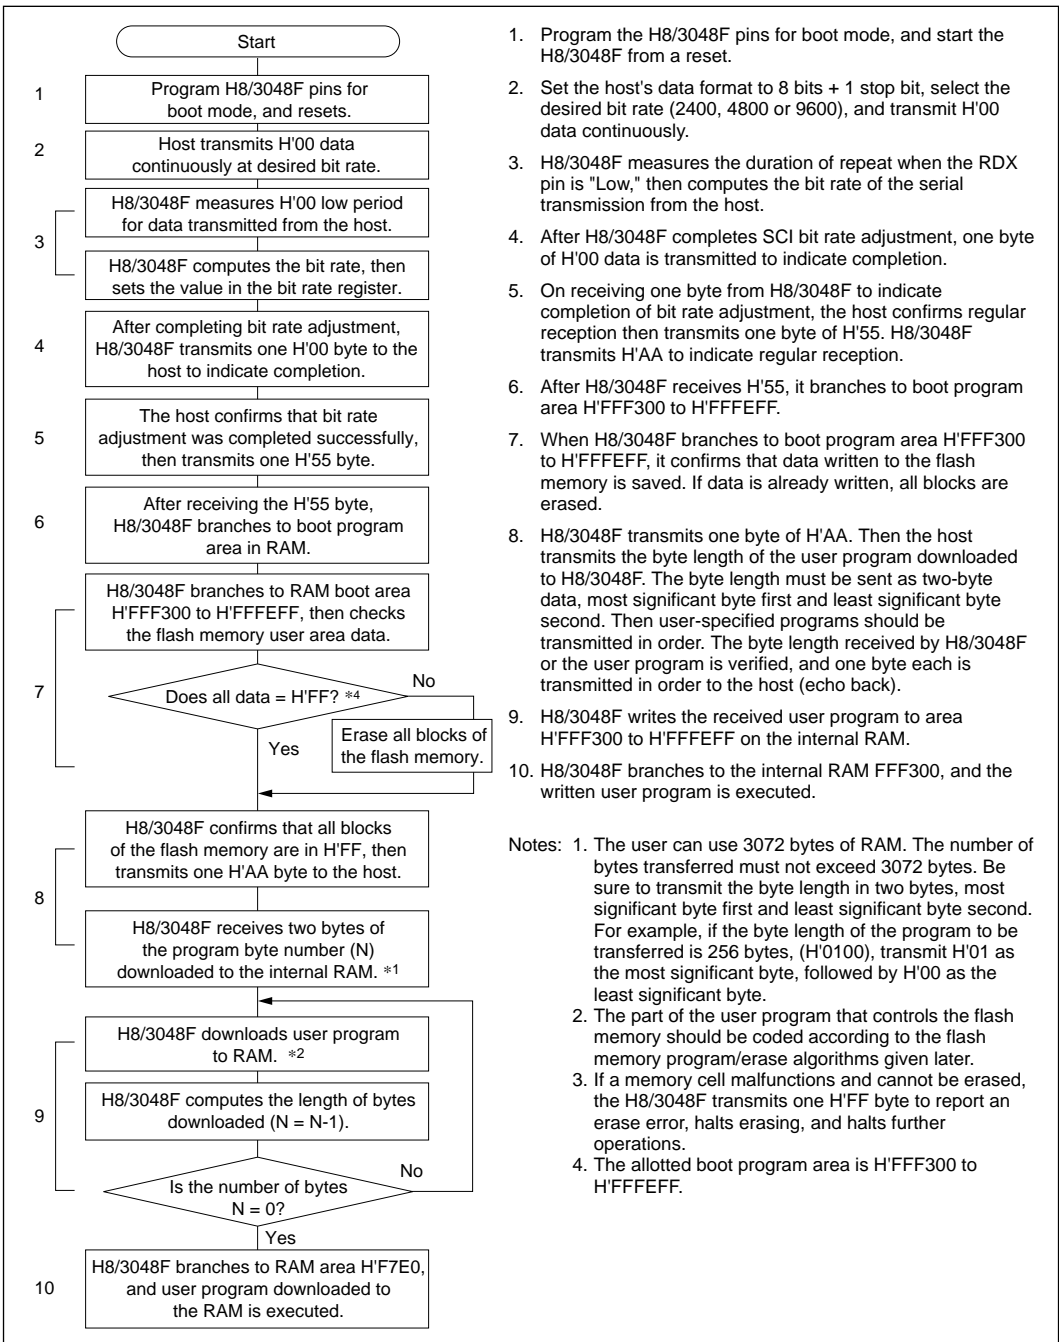 Start
1
Program H8/3048F pins for
boot mode, and resets.
2
Host transmits H'00 data
continuously at desired bit rate.
3
H8/3048F measures H'00 low period
for data transmitted from the host.
H8/3048F computes the bit rate, then
sets the value in the bit rate register.
4
After completing bit rate adjustment,
H8/3048F transmits one H'00 byte to the
host to indicate completion.
5
The host confirms that bit rate
adjustment was completed successfully,
then transmits one H'55 byte.
6
After receiving the H'55 byte,
H8/3048F branches to boot program
area in RAM.
7
H8/3048F branches to RAM boot area
H'FFF300 to H'FFFEFF, then checks
the flash memory user area data.
Does all data = H'FF? *4
No
Yes
Erase all blocks of
the flash memory.
8
H8/3048F confirms that all blocks
of the flash memory are in H'FF, then
transmits one H'AA byte to the host.
H8/3048F receives two bytes of
the program byte number (N)
downloaded to the internal RAM. *1
9
H8/3048F downloads user program
to RAM. *2
H8/3048F computes the length of bytes
downloaded (N = N-1).
Is the number of bytes
N = 0?
No
Yes
10
H8/3048F branches to RAM area H'F7E0,
and user program downloaded to
the RAM is executed.
1. Program the H8/3048F pins for boot mode, and start the
H8/3048F from a reset.
2. Set the host's data format to 8 bits + 1 stop bit, select the
desired bit rate (2400, 4800 or 9600), and transmit H'00
data continuously.
3. H8/3048F measures the duration of repeat when the RDX
pin is "Low," then computes the bit rate of the serial
transmission from the host.
4. After H8/3048F completes SCI bit rate adjustment, one byte
of H'00 data is transmitted to indicate completion.
5. On receiving one byte from H8/3048F to indicate
completion of bit rate adjustment, the host confirms regular
reception then transmits one byte of H'55. H8/3048F
transmits H'AA to indicate regular reception.
6. After H8/3048F receives H'55, it branches to boot program
area H'FFF300 to H'FFFEFF.
7. When H8/3048F branches to boot program area H'FFF300
to H'FFFEFF, it confirms that data written to the flash
memory is saved. If data is already written, all blocks are
erased.
8. H8/3048F transmits one byte of H'AA. Then the host
transmits the byte length of the user program downloaded
to H8/3048F. The byte length must be sent as two-byte
data, most significant byte first and least significant byte
second. Then user-specified programs should be
transmitted in order. The byte length received by H8/3048F
or the user program is verified, and one byte each is
transmitted in order to the host (echo back).
9. H8/3048F writes the received user program to area
H'FFF300 to H'FFFEFF on the internal RAM.
10. H8/3048F branches to the internal RAM FFF300, and the
written user program is executed.
Notes: 1. The user can use 3072 bytes of RAM. The number of
bytes transferred must not exceed 3072 bytes. Be
sure to transmit the byte length in two bytes, most
significant byte first and least significant byte second.
For example, if the byte length of the program to be
transferred is 256 bytes, (H'0100), transmit H'01 as
the most significant byte, followed by H'00 as the
least significant byte.
2. The part of the user program that controls the flash
memory should be coded according to the flash
memory program/erase algorithms given later.
3. If a memory cell malfunctions and cannot be erased,
the H8/3048F transmits one H'FF byte to report an
erase error, halts erasing, and halts further
operations.
4. The allotted boot program area is H'FFF300 to
H'FFFEFF.